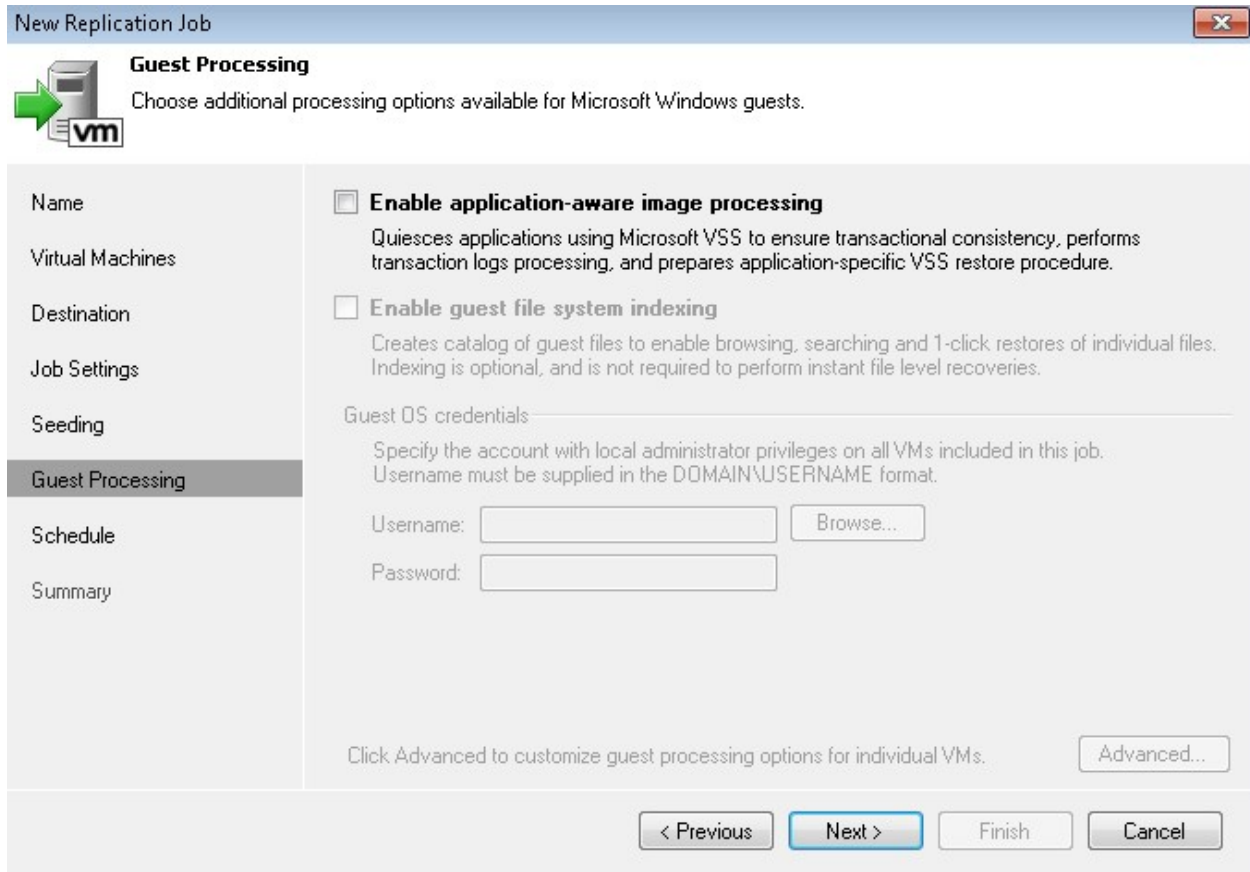 New Replication Job
Guest Processing
Choose additional processing options available for Microsoft Windows guests.
vm
Name
Virtual Machines
Destination
Job Settings
Seeding
Guest Processing
Schedule
Summary
Enable application-aware image processing
Quiesces applications using Microsoft VSS to ensure transactional consistency, performs
transaction logs processing, and prepares application-specific VSS restore procedure.
Enable guest file system indexing
Creates catalog of guest files to enable browsing, searching and 1-click restores of individual files.
Indexing is optional, and is not required to perform instant file level recoveries.
Guest OS credentials
Specify the account with local administrator privileges on all VMs included in this job.
Username must be supplied in the DOMAIN\USERNAME format.
Username:
Browse...
Password:
Click Advanced to customize guest processing options for individual VMs.
Advanced...
< Previous
Next >
Finish
Cancel